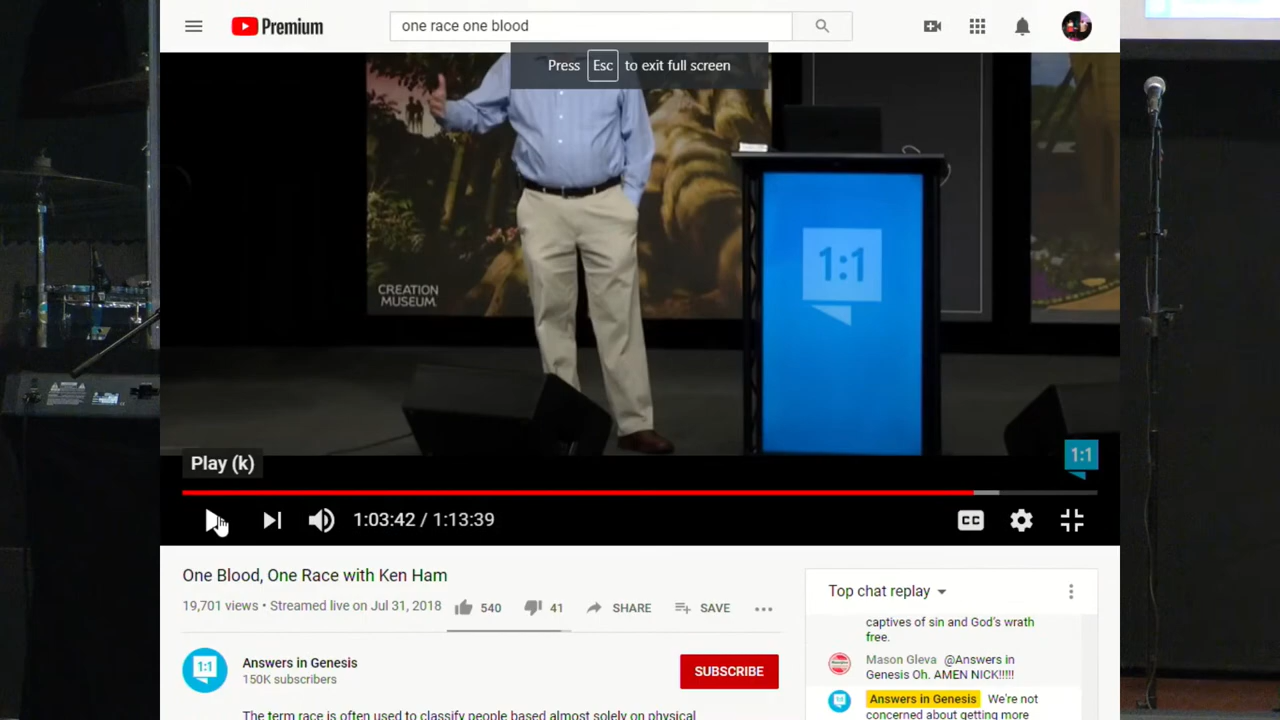 Premium
one race one blood
Press Esc to exit full screen
1:1
CREATION
MUSEUM
1:1
Play (k)
1:03:42 / 1:13:39
CC
One Blood, One Race with Ken Ham
19,701 views • Streamed live on Jul 31, 2018
540
41
SHARE
SAVE
Top chat replay
captives of sin and God's wrath
free.
Mason Gleva @Answers in
Genesis Oh. AMEN NICK!!!!!
Answers in Genesis We're not
concerned about getting more
1:1
Answers in Genesis
150K subscribers
SUBSCRIBE
The term race is often used to classify people based almost solely on physical